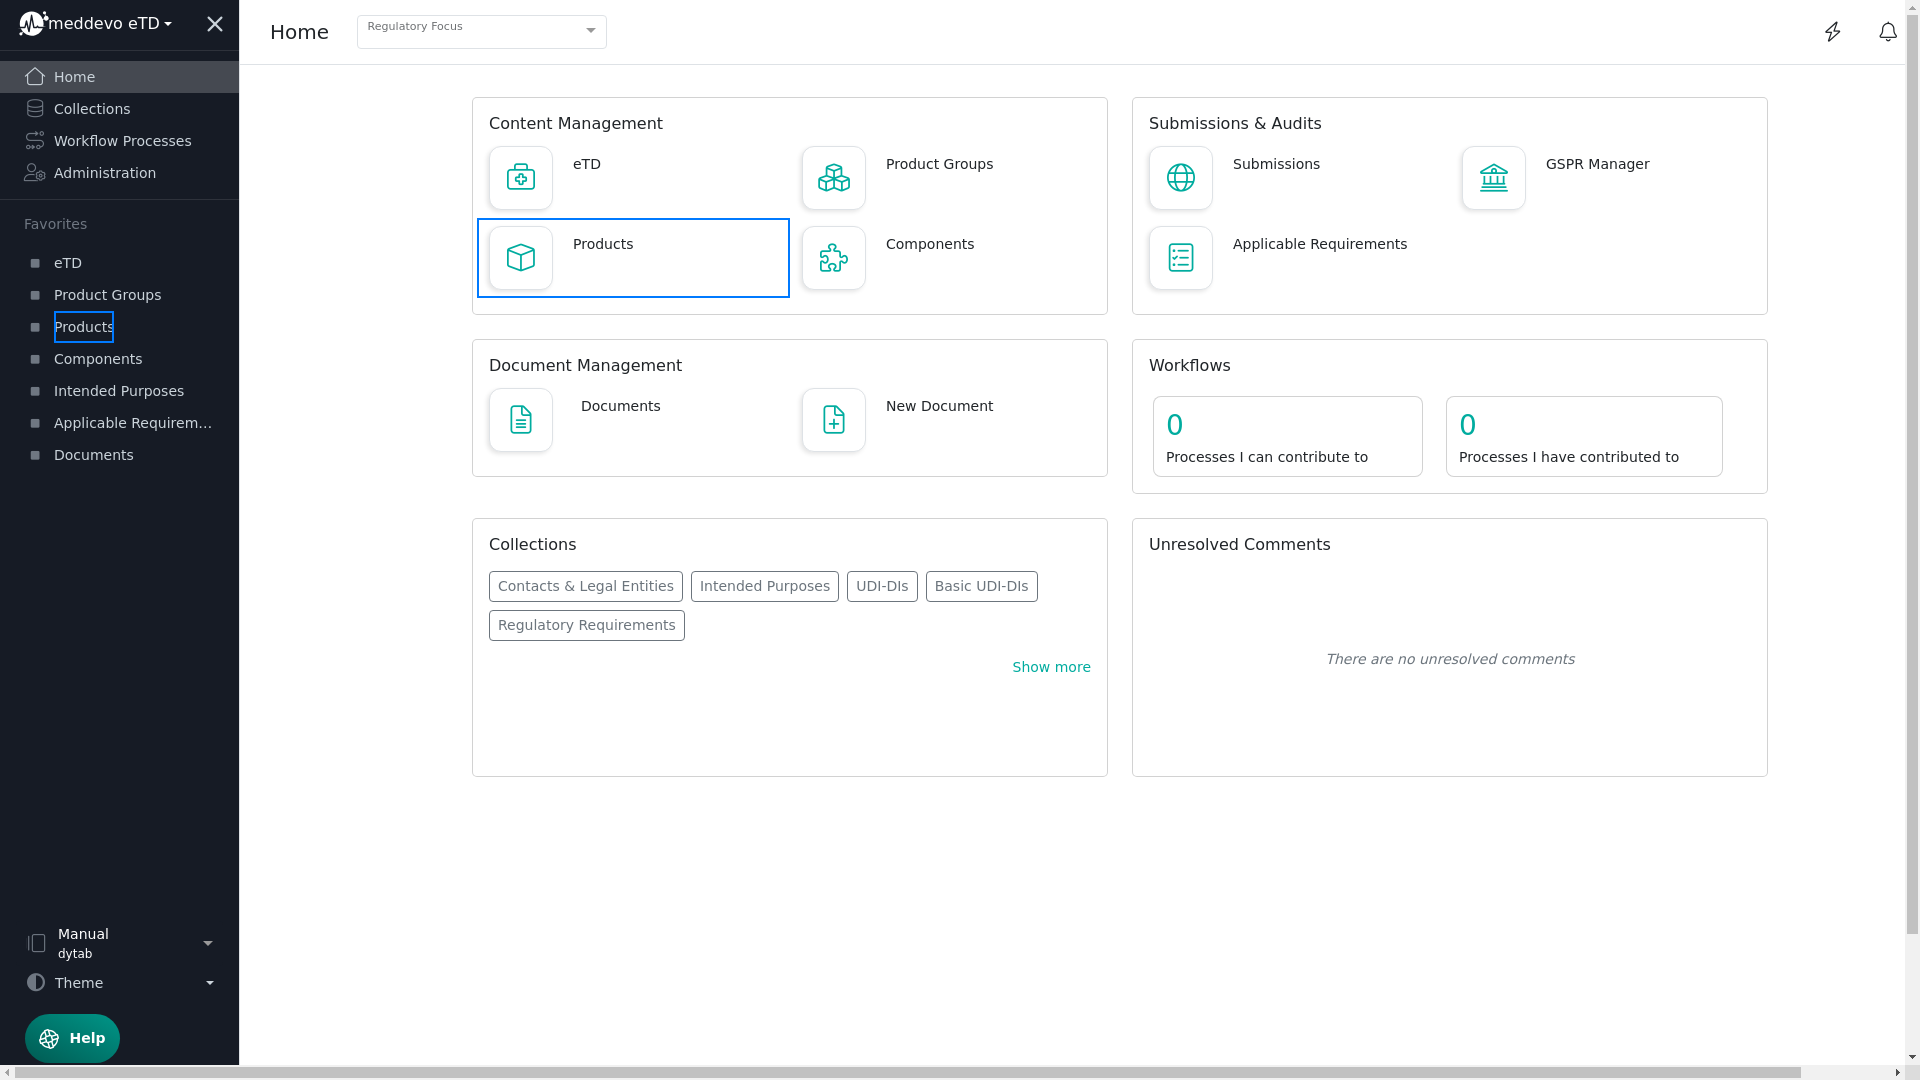 meddevo eTD
Home
Collections
Workflow Processes
Administration
Favorites
eTD
Product Groups
Products
Components
Intended Purposes
Applicable Requirem...
Documents
Manual
dytab
Theme
Help
Home
Regulatory Focus
Content Management
eTD
Product Groups
Products
Components
Submissions & Audits
Submissions
GSPR Manager
Applicable Requirements
Document Management
Documents
New Document
Workflows
0
Processes I can contribute to
0
Processes I have contributed to
Collections
Contacts & Legal Entities
Intended Purposes
UDI-DIs
Basic UDI-DIs
Regulatory Requirements
Show more
Unresolved Comments
There are no unresolved comments